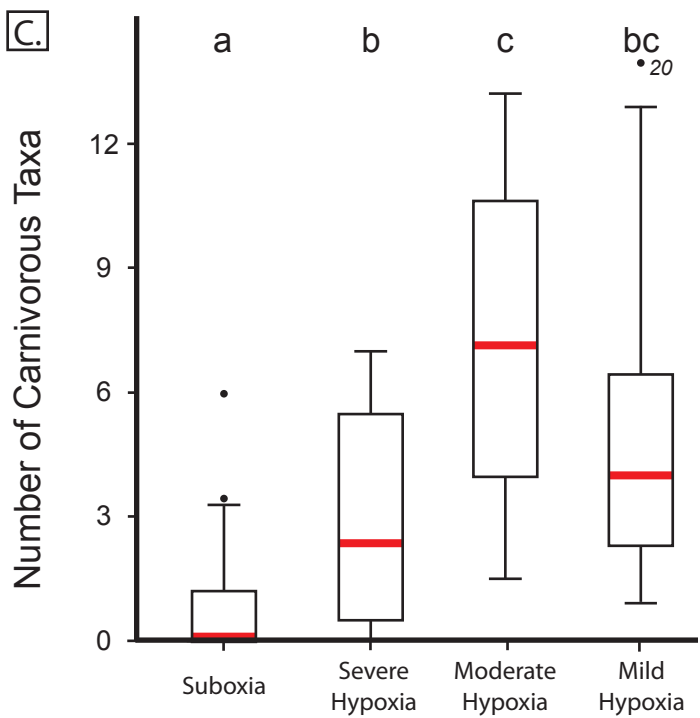 C.
a b c bc
20
Number of Carnivorous Taxa
12
9
6
3
0
Suboxia
Severe
Hypoxia
Moderate
Hypoxia
Mild
Hypoxia